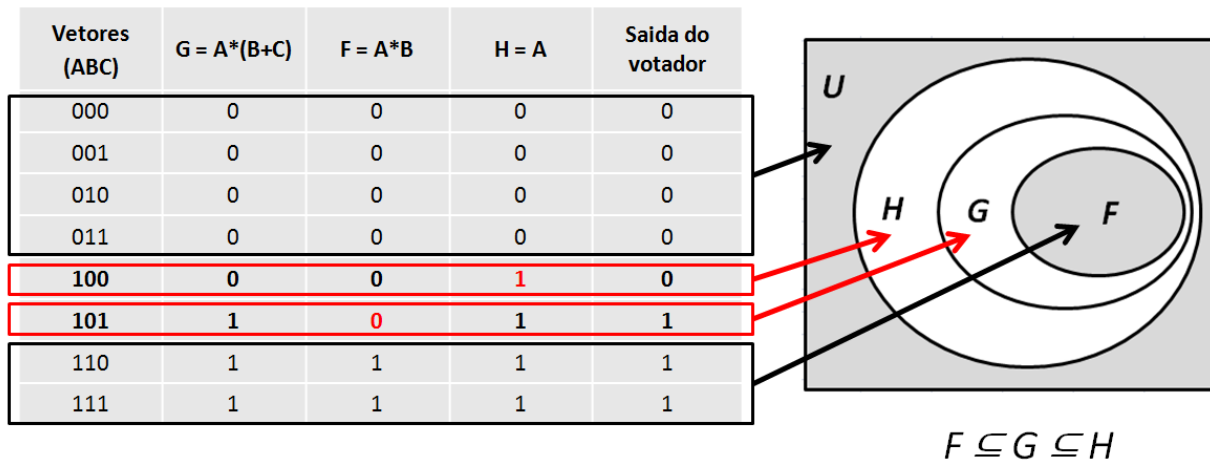 Vetores (ABC) G = A*(B+C) F = A*B H = A Saida do votador
000 0 0 0 0
001 0 0 0 0
010 0 0 0 0
011 0 0 0 0
100 0 0 1 0
101 1 0 1 1
110 1 1 1 1
111 1 1 1 1
U
H G F
F ⊆ G ⊆ H